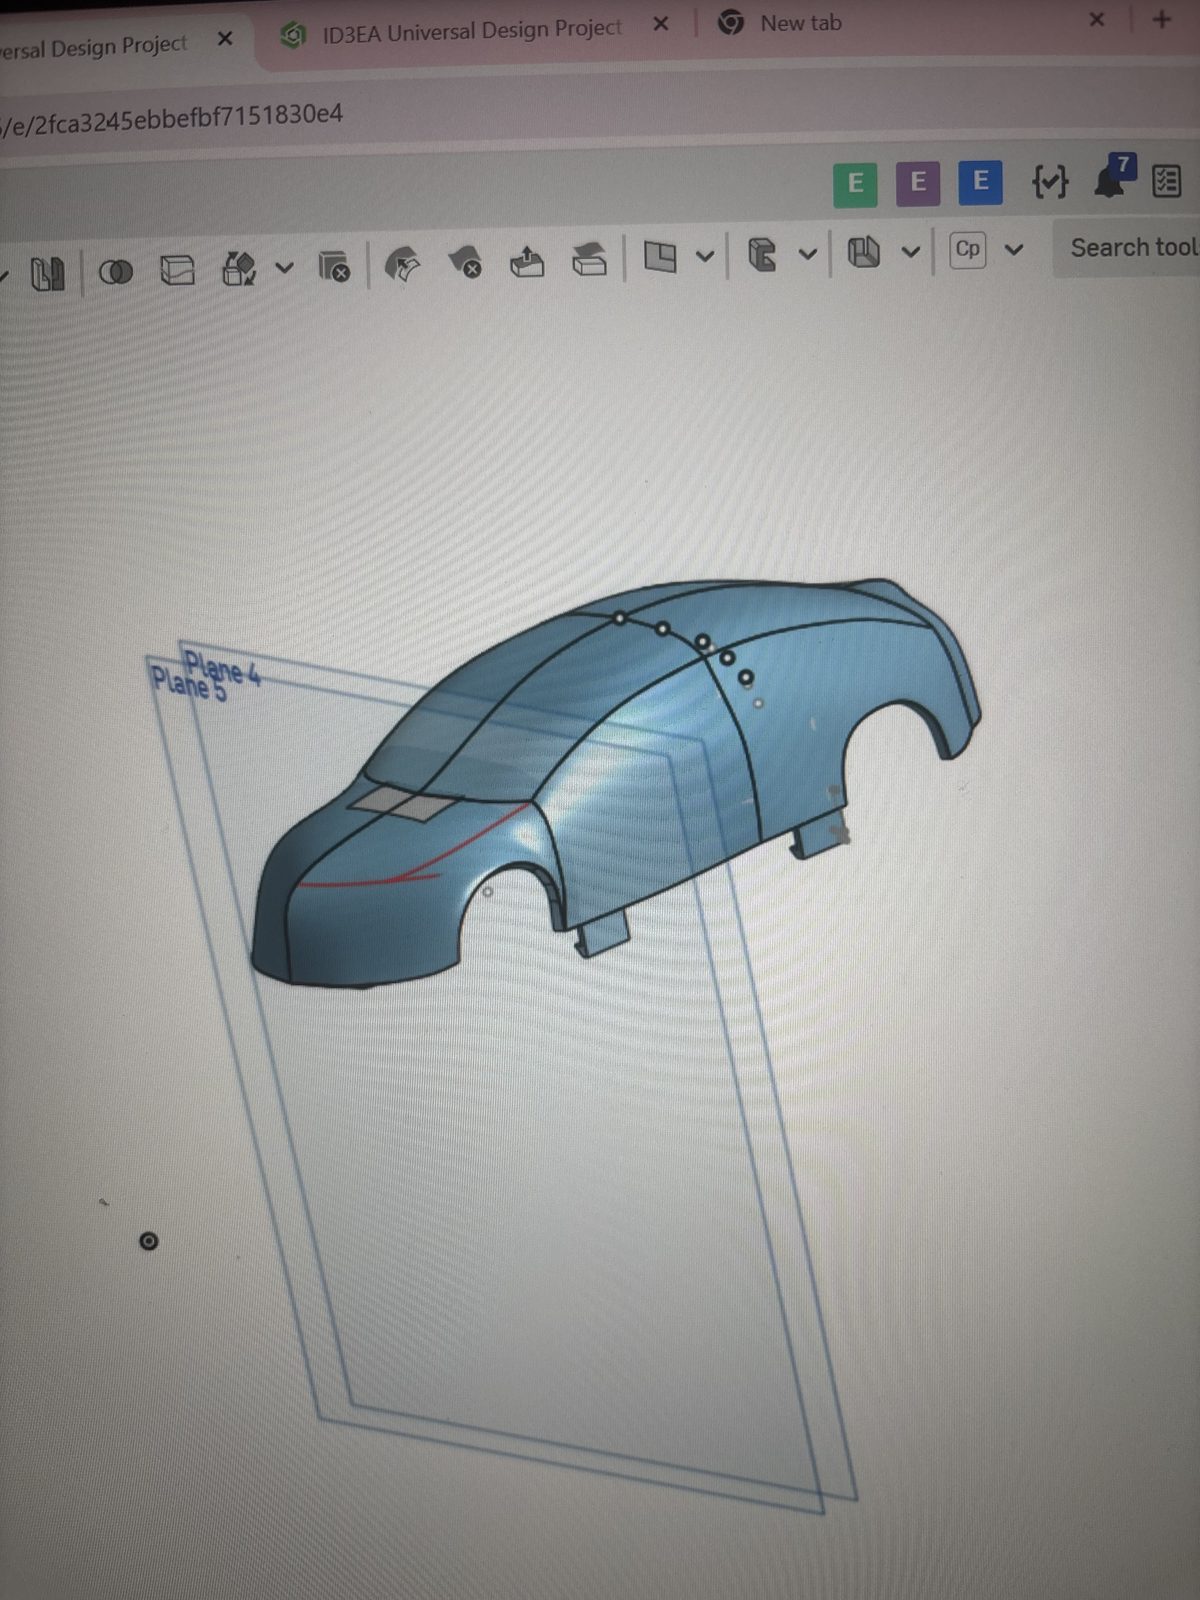 ersal Design Project
ID3EA Universal Design Project
New tab
/e/2fca3245ebbefbf7151830e4
E E E 7
Cp
Search tool
Plane 4
Plane 5